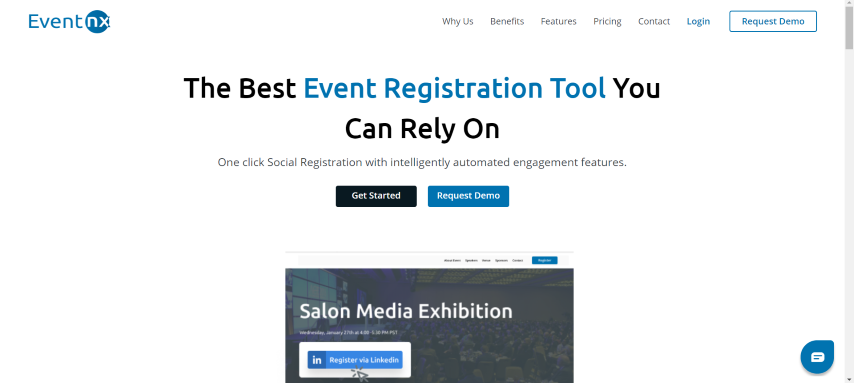 Eventnx
Why Us Benefits Features Pricing Contact Login Request Demo
The Best Event Registration Tool You
Can Rely On
One click Social Registration with intelligently automated engagement features.
Get Started Request Demo
About Event Speakers Venue Sponsors Contact Register
Salon Media Exhibition
Wednesday, January 27th at 4:00 - 5:30 PM PST
in Register via Linkedin